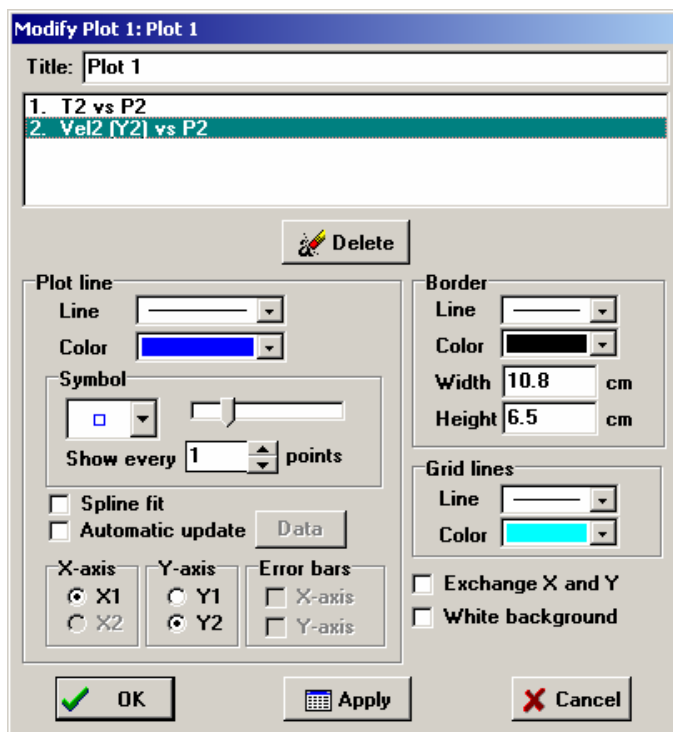 Modify Plot 1: Plot 1
Title: Plot 1
1. T2 vs P2
2. Vel2 (Y2) vs P2
Delete
Plot line
Line
Color
Symbol
Show every 1 points
Spline fit
Automatic update Data
X-axis
X1
X2
Y-axis
Y1
Y2
Error bars
X-axis
Y-axis
Border
Line
Color
Width 10.8 cm
Height 6.5 cm
Grid lines
Line
Color
Exchange X and Y
White background
OK
Apply
Cancel